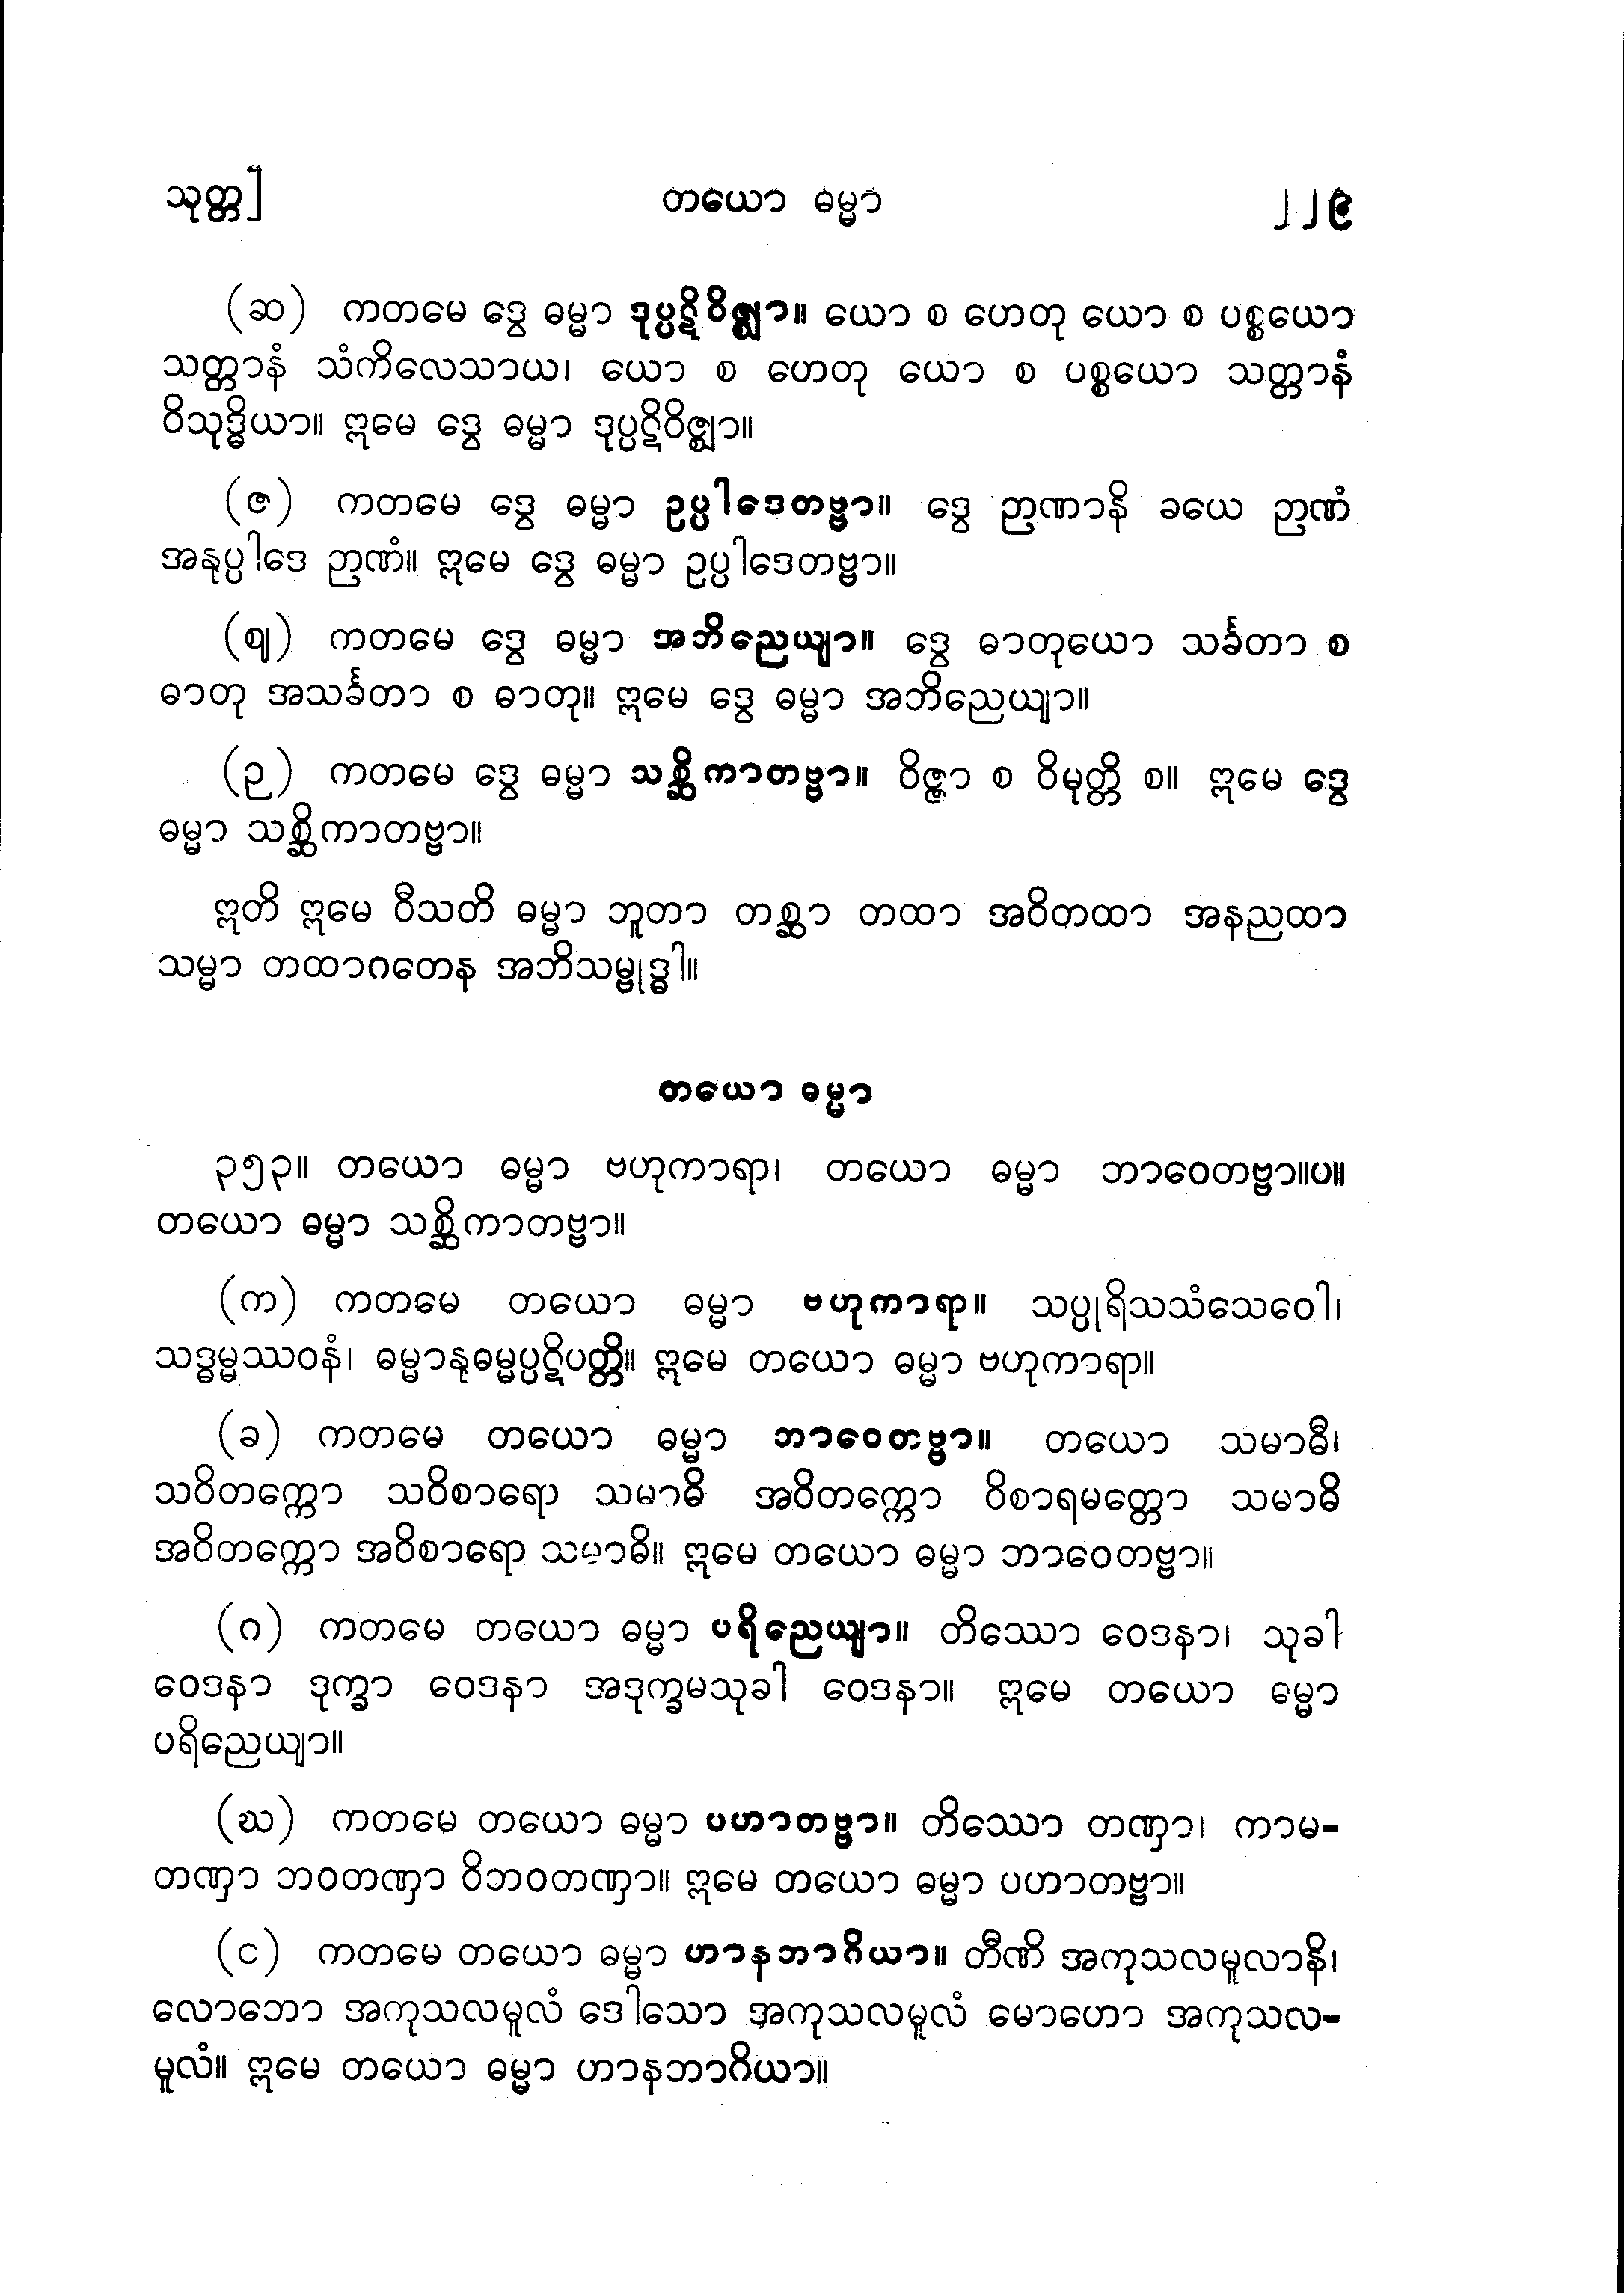 သုတ္တ]
တယော ဓမ္မာ
၂၂၉
(ဆ) ကတမေ ဒွေ ဓမ္မာ ဒုပ္ပဋိဝိဇ္ဈာ။ ယော စ ဟေတု ယော စ ပစ္စယော
သတ္တာနံ သံကိလေသာယ၊ ယော စ ဟေတု ယော စ ပစ္စယော သတ္တာနံ
ဝိသုဒ္ဓိယာ။ ဣမေ ဒွေ ဓမ္မာ ဒုပ္ပဋိဝိဇ္ဈာ။
(ဇ) ကတမေ ဒွေ ဓမ္မာ ဥပ္ပါဒေတဗ္ဗာ။ ဒွေ ဉာဏာနိ ခယေ ဉာဏံ
အနုပ္ပါဒေ ဉာဏံ။ ဣမေ ဒွေ ဓမ္မာ ဥပ္ပါဒေတဗ္ဗာ။
(ဈ) ကတမေ ဒွေ ဓမ္မာ အဘိညေယျာ။ ဒွေ ဓာတုယော သင်္ခတာ စ
ဓာတု အသင်္ခတာ စ ဓာတု။ ဣမေ ဒွေ ဓမ္မာ အဘိညေယျာ။
(ဉ) ကတမေ ဒွေ ဓမ္မာ သစ္ဆိကာတဗ္ဗာ။ ဝိဇ္ဇာ စ ဝိမုတ္တိ စ။ ဣမေ ဒွေ
ဓမ္မာ သစ္ဆိကာတဗ္ဗာ။
ဣတိ ဣမေ ဝီသတိ ဓမ္မာ ဘူတာ တစ္ဆာ တထာ အဝိတထာ အနညထာ
သမ္မာ တထာဂတေန အဘိသမ္ဗုဒ္ဓါ။
တယော ဓမ္မာ
၃၅၃။ တယော ဓမ္မာ ဗဟုကာရာ၊ တယော ဓမ္မာ ဘာဝေတဗ္ဗာ။ပ။
တယော ဓမ္မာ သစ္ဆိကာတဗ္ဗာ။
(က) ကတမေ တယော ဓမ္မာ ဗဟုကာရာ။ သပ္ပုရိသသံသေဝေါ၊
သဒ္ဓမ္မဿဝနံ၊ ဓမ္မာနုဓမ္မပ္ပဋိပတ္တိ။ ဣမေ တယော ဓမ္မာ ဗဟုကာရာ။
(ခ) ကတမေ တယော ဓမ္မာ ဘာဝေတဗ္ဗာ။ တယော သမာဓီ၊
သဝိတက္ကော သဝိစာရော သမာဓိ အဝိတက္ကော ဝိစာရမတ္တော သမာဓိ
အဝိတက္ကော အဝိစာရော သမာဓိ။ ဣမေ တယော ဓမ္မာ ဘာဝေတဗ္ဗာ။
(ဂ) ကတမေ တယော ဓမ္မာ ပရိညေယျာ။ တိဿော ဝေဒနာ၊ သုခါ
ဝေဒနာ ဒုက္ခာ ဝေဒနာ အဒုက္ခမသုခါ ဝေဒနာ။ ဣမေ တယော ဓမ္မာ
ပရိညေယျာ။
(ဃ) ကတမေ တယော ဓမ္မာ ပဟာတဗ္ဗာ။ တိဿော တဏှာ၊ ကာမ-
တဏှာ ဘဝတဏှာ ဝိဘဝတဏှာ။ ဣမေ တယော ဓမ္မာ ပဟာတဗ္ဗာ။
(င) ကတမေ တယော ဓမ္မာ ဟာနဘာဂိယာ။ တီဏိ အကုသလမူလာနိ၊
လောဘော အကုသလမူလံ ဒေါသော အကုသလမူလံ မောဟော အကုသလ-
မူလံ။ ဣမေ တယော ဓမ္မာ ဟာနဘာဂိယာ။